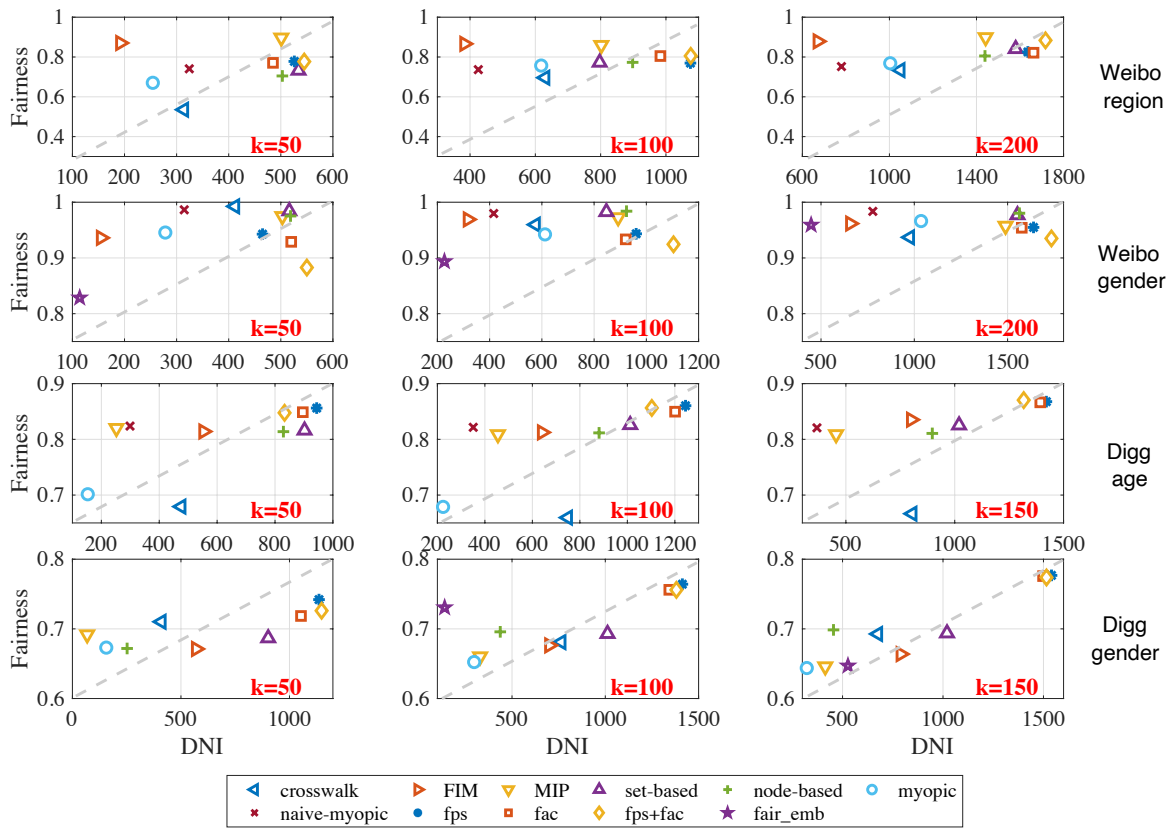 1
0.8
0.6
0.4
Fairness
k=50
100 200 300 400 500 600
1
0.8
0.6
0.4
k=100
400 600 800 1000
1
0.8
0.6
0.4
k=200
600 1000 1400 1800
Weibo
region
1
0.9
0.8
Fairness
k=50
100 200 300 400 500 600
1
0.9
0.8
k=100
200 400 600 800 1000 1200
1
0.9
0.8
k=200
500 1000 1500
Weibo
gender
0.9
0.8
0.7
Fairness
k=50
200 400 600 800 1000
0.9
0.8
0.7
k=100
200 400 600 800 1000 1200 1400
0.9
0.8
0.7
k=150
500 1000 1500
Digg
age
0.8
0.7
0.6
Fairness
k=50
0 500 1000
DNI
0.8
0.7
0.6
k=100
500 1000 1500
DNI
0.8
0.7
0.6
k=150
500 1000 1500
DNI
Digg
gender
crosswalk FIM MIP set-based node-based myopic
naive-myopic fps fac fps+fac fair_emb